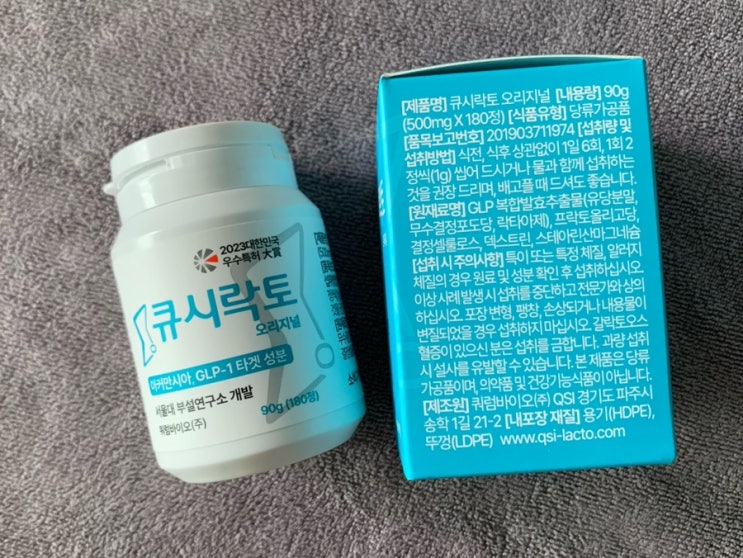 2023대한민국
우수특허 大賞
큐시락토
오리지널
아커만시아, GLP-1 타겟 성분
서울대 부설연구소 개발
90g (180정)
쿼럼바이오(주)
[제품명] 큐시락토 오리지널 [내용량] 90g
(500mg X 180정) [식품유형] 당류가공품
[품목보고번호] 201903711974 [섭취량 및
섭취방법] 식전, 식후 상관없이 1일 6회, 1회 2
정씩(1g) 씹어 드시거나 물과 함께 섭취하는
것을 권장 드리며, 배고플 때 드셔도 좋습니다.
[원재료명] GLP 복합발효추출물(유당분말,
무수결정포도당, 락타아제), 프락토올리고당,
결정셀룰로스, 덱스트린, 스테아린산마그네슘
[섭취 시 주의사항] 특이 또는 특정 체질, 알러지
체질의 경우 원료 및 성분 확인 후 섭취하십시오.
이상 사례 발생 시 섭취를 중단하고 전문가와 상의
하십시오. 포장 변형, 팽창, 손상되거나 내용물이
변질되었을 경우 섭취하지 마십시오. 갈락토오스
혈증이 있으신 분은 섭취를 금합니다. 과량 섭취
시 설사를 유발할 수 있습니다. 본 제품은 당류
가공품이며, 의약품 및 건강기능식품이 아닙니다.
[제조원] 쿼럼바이오(주) QSI 경기도 파주시
송학 1길 21-2 [내포장 재질] 용기(HDPE),
뚜껑(LDPE) www.qsi-lacto.com